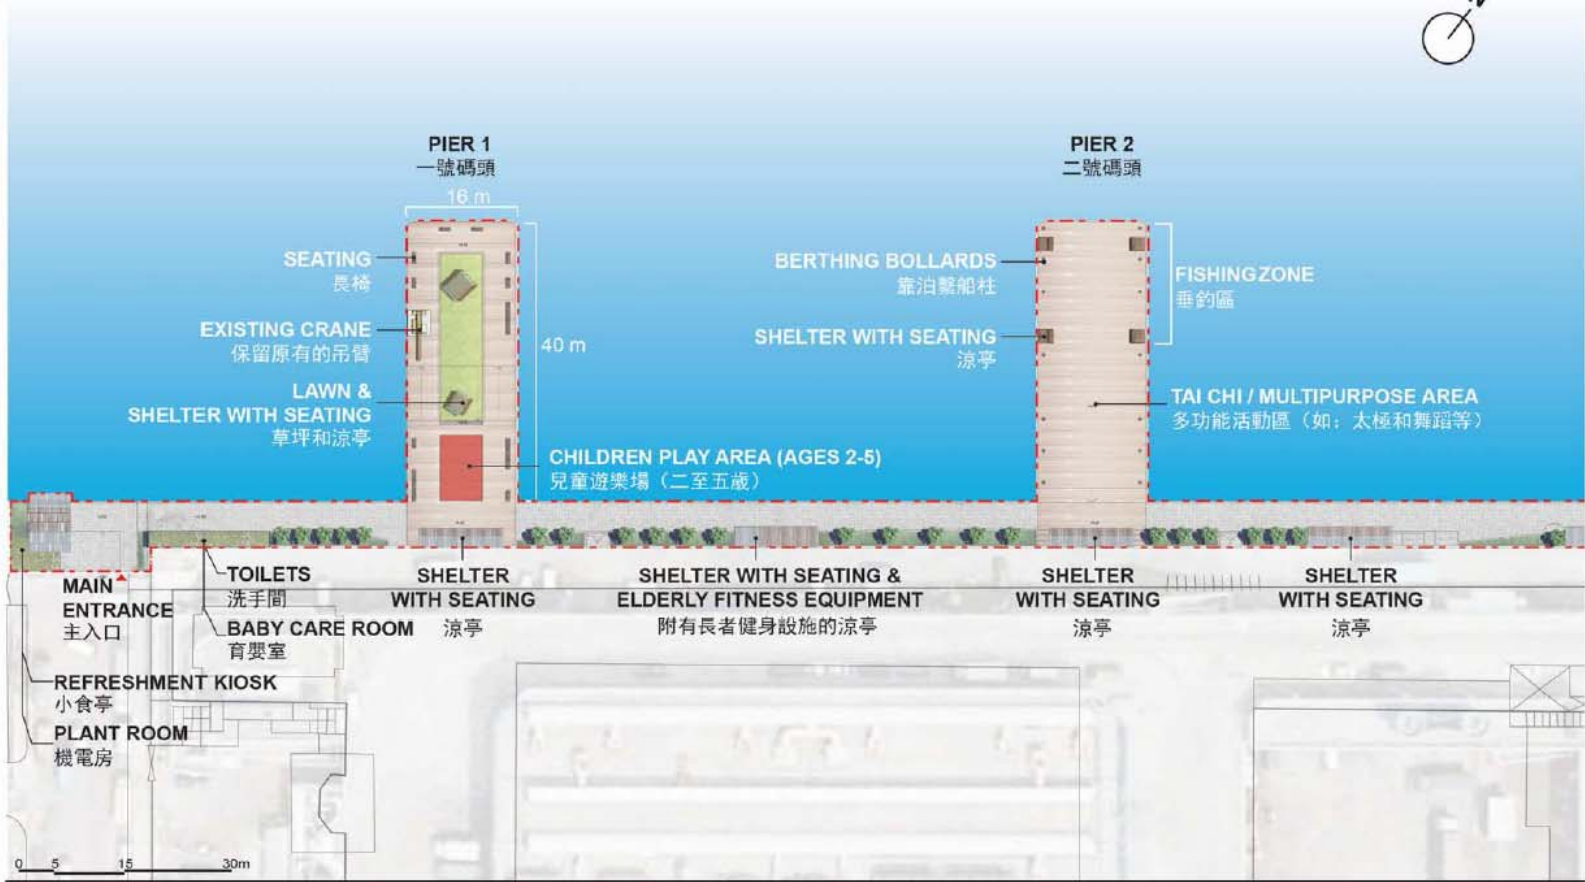 N
PIER 1
一號碼頭
16 m
PIER 2
二號碼頭
SEATING
長椅
EXISTING CRANE
保留原有的吊臂
LAWN &
SHELTER WITH SEATING
草坪和涼亭
40 m
CHILDREN PLAY AREA (AGES 2-5)
兒童遊樂場（二至五歲）
BERTHING BOLLARDS
靠泊繫船柱
SHELTER WITH SEATING
涼亭
FISHING ZONE
垂釣區
TAI CHI / MULTIPURPOSE AREA
多功能活動區（如：太極和舞蹈等）
MAIN
ENTRANCE
主入口
TOILETS
洗手間
BABY CARE ROOM
育嬰室
REFRESHMENT KIOSK
小食亭
PLANT ROOM
機電房
SHELTER
WITH SEATING
涼亭
SHELTER WITH SEATING &
ELDERLY FITNESS EQUIPMENT
附有長者健身設施的涼亭
SHELTER
WITH SEATING
涼亭
SHELTER
WITH SEATING
涼亭
0 5 15 30m